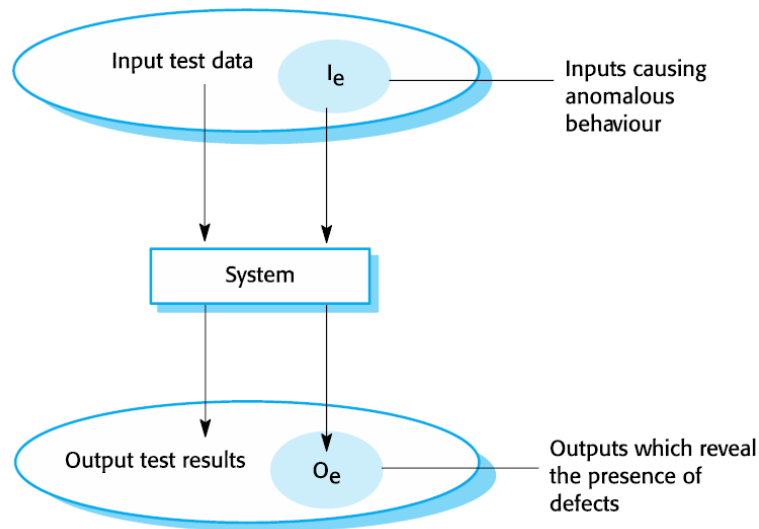 Input test data
Ie
Inputs causing
anomalous
behaviour
System
Output test results
Oe
Outputs which reveal
the presence of
defects